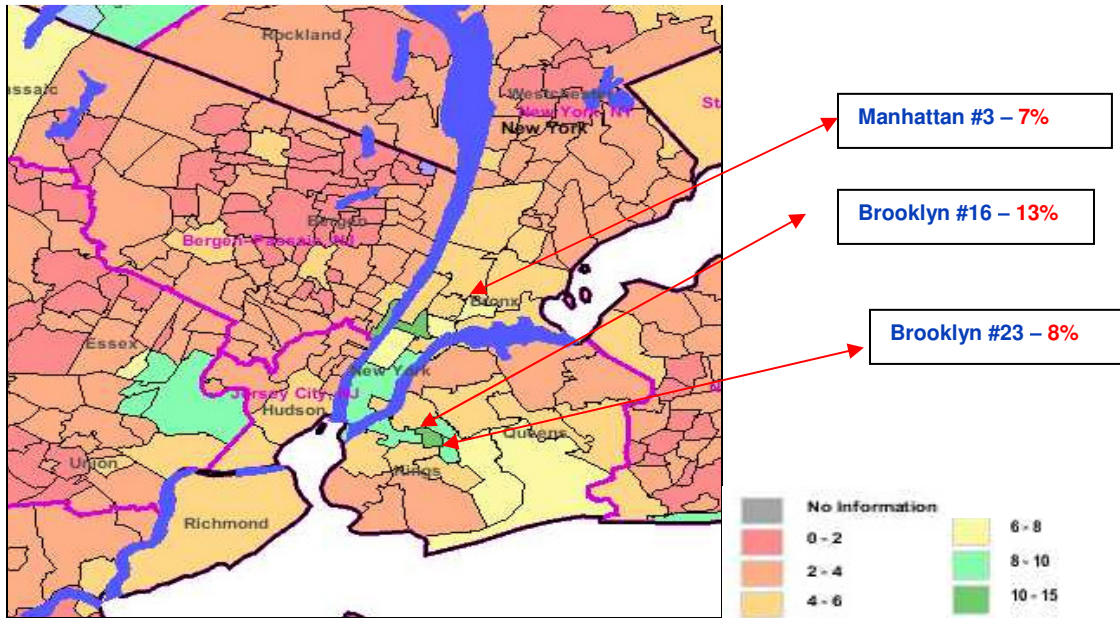 Rockland
assaic
Westchester
New York, NY
New York
St
Manhattan #3 – 7%
Bergen
Bergen-Passaic, NJ
Brooklyn #16 – 13%
Bronx
Essex
New York
Brooklyn #23 – 8%
Jersey City, NJ
Hudson
Queens
Union
Kings
Richmond
No Information
0 - 2
2 - 4
4 - 6
6 - 8
8 - 10
10 - 15